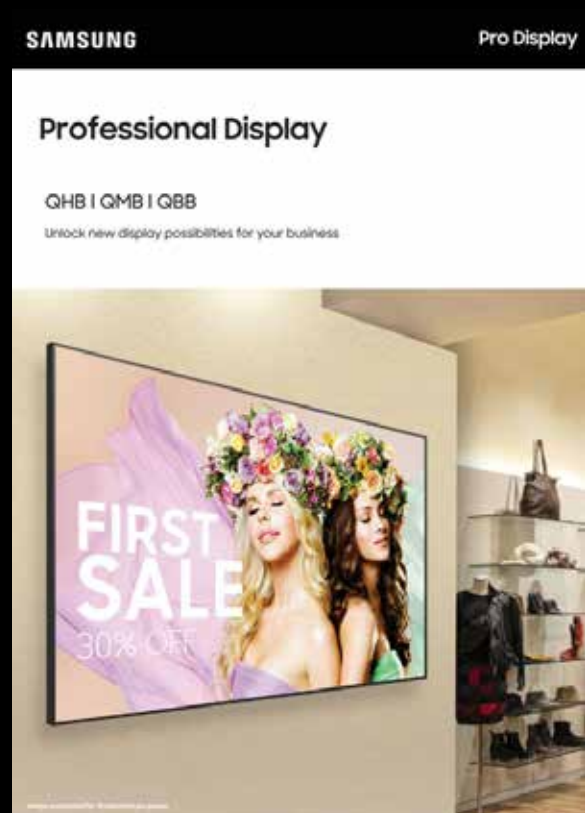 SAMSUNG
Pro Display
Professional Display
QHB | QMB | QBB
Unlock new display possibilities for your business
FIRST
SALE
30% OFF